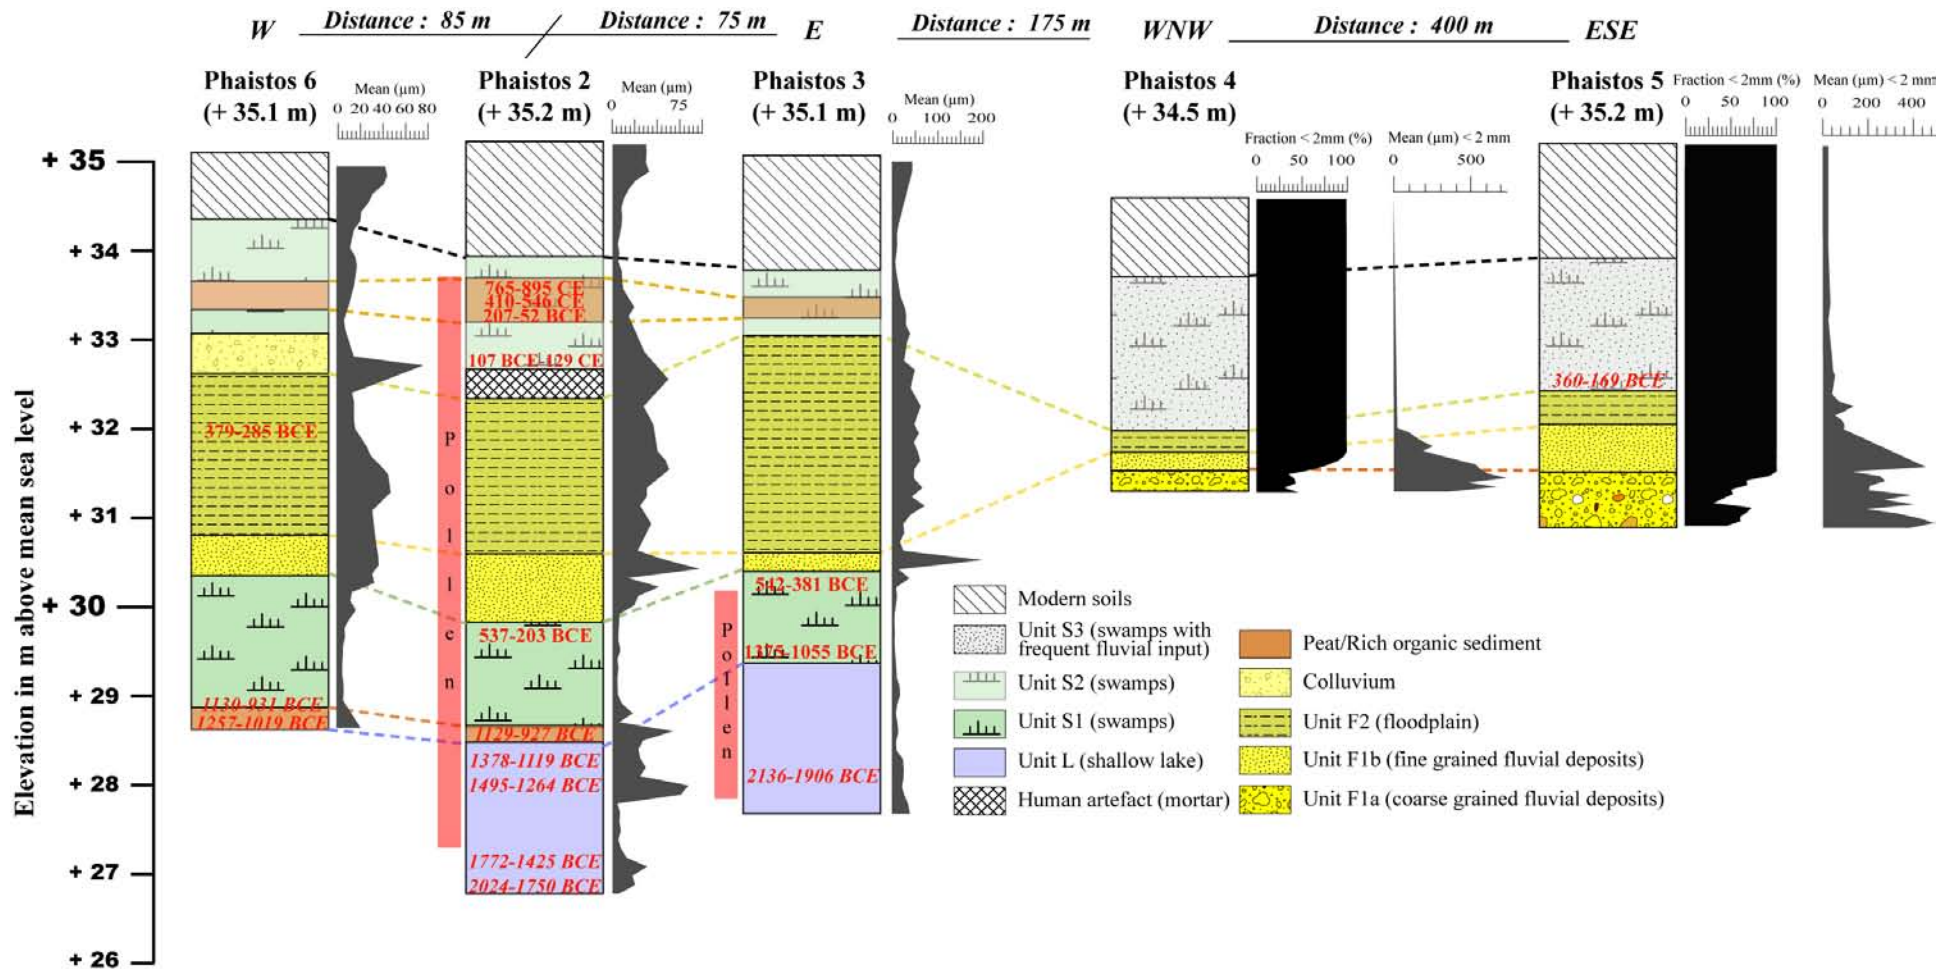 W Distance : 85 m Distance : 75 m E Distance : 175 m WNW Distance : 400 m ESE
Phaistos 6
(+ 35.1 m)
Mean (µm)
0 20 40 60 80
Phaistos 2
(+ 35.2 m)
Mean (µm)
0 75
Phaistos 3
(+ 35.1 m)
Mean (µm)
0 100 200
Phaistos 4
(+ 34.5 m)
Fraction < 2mm (%)
0 50 100
Mean (µm) < 2 mm
0 500
Phaistos 5
(+ 35.2 m)
Fraction < 2mm (%)
0 50 100
Mean (µm) < 2 mm
0 200 400
Elevation in m above mean sea level
+ 35
+ 34
+ 33
+ 32
+ 31
+ 30
+ 29
+ 28
+ 27
+ 26
379-285 BCE
1130-931 BCE
1257-1019 BCE
Pollen
765-895 CE
410-546 CE
207-52 BCE
107 BCE-129 CE
537-203 BCE
1129-927 BCE
1378-1119 BCE
1495-1264 BCE
1772-1425 BCE
2024-1750 BCE
Pollen
542-381 BCE
1375-1055 BCE
2136-1906 BCE
360-169 BCE
Modern soils
Unit S3 (swamps with
frequent fluvial input)
Unit S2 (swamps)
Unit S1 (swamps)
Unit L (shallow lake)
Human artefact (mortar)
Peat/Rich organic sediment
Colluvium
Unit F2 (floodplain)
Unit F1b (fine grained fluvial deposits)
Unit F1a (coarse grained fluvial deposits)